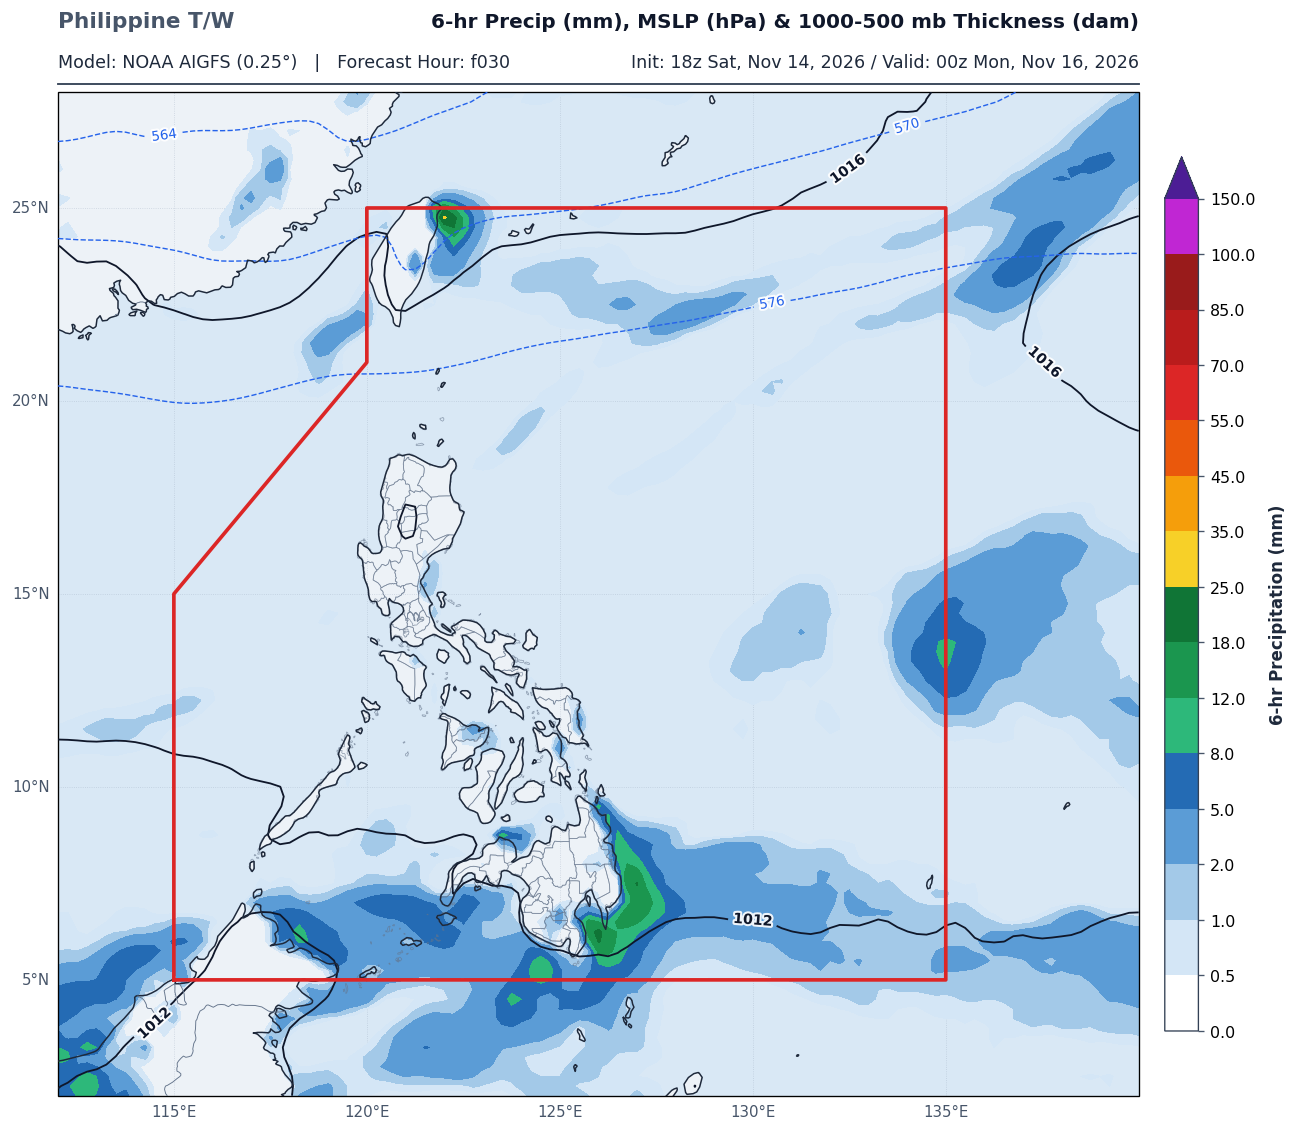 Philippine T/W
6-hr Precip (mm), MSLP (hPa) & 1000-500 mb Thickness (dam)
Model: NOAA AIGFS (0.25°) | Forecast Hour: f030
Init: 18z Sat, Nov 14, 2026 / Valid: 00z Mon, Nov 16, 2026
564
570
1016
576
1016
1012
1012
25°N
20°N
15°N
10°N
5°N
115°E
120°E
125°E
130°E
135°E
150.0
100.0
85.0
70.0
55.0
45.0
35.0
25.0
18.0
12.0
8.0
5.0
2.0
1.0
0.5
0.0
6-hr Precipitation (mm)